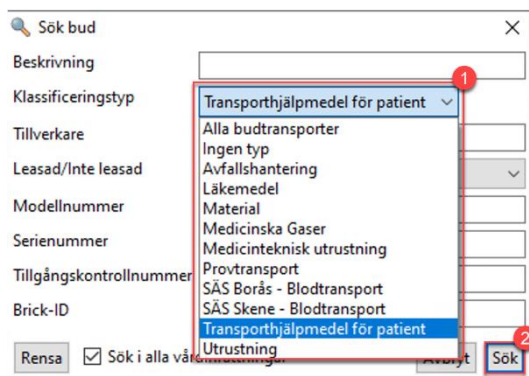 Sök bud
Beskrivning
1
Klassificeringstyp
Transporthjälpmedel för patient
Tillverkare
Alla budtransporter
Ingen typ
Leasad/Inte leasad
Avfallshantering
Läkemedel
Modellnummer
Material
Medicinska Gaser
Serienummer
Medicinteknisk utrustning
Provtransport
Tillgångskontrollnummer
SÄS Borås - Blodtransport
Brick-ID
SÄS Skene - Blodtransport
Transporthjälpmedel för patient
Utrustning
2
Rensa
Sök i alla
Sök